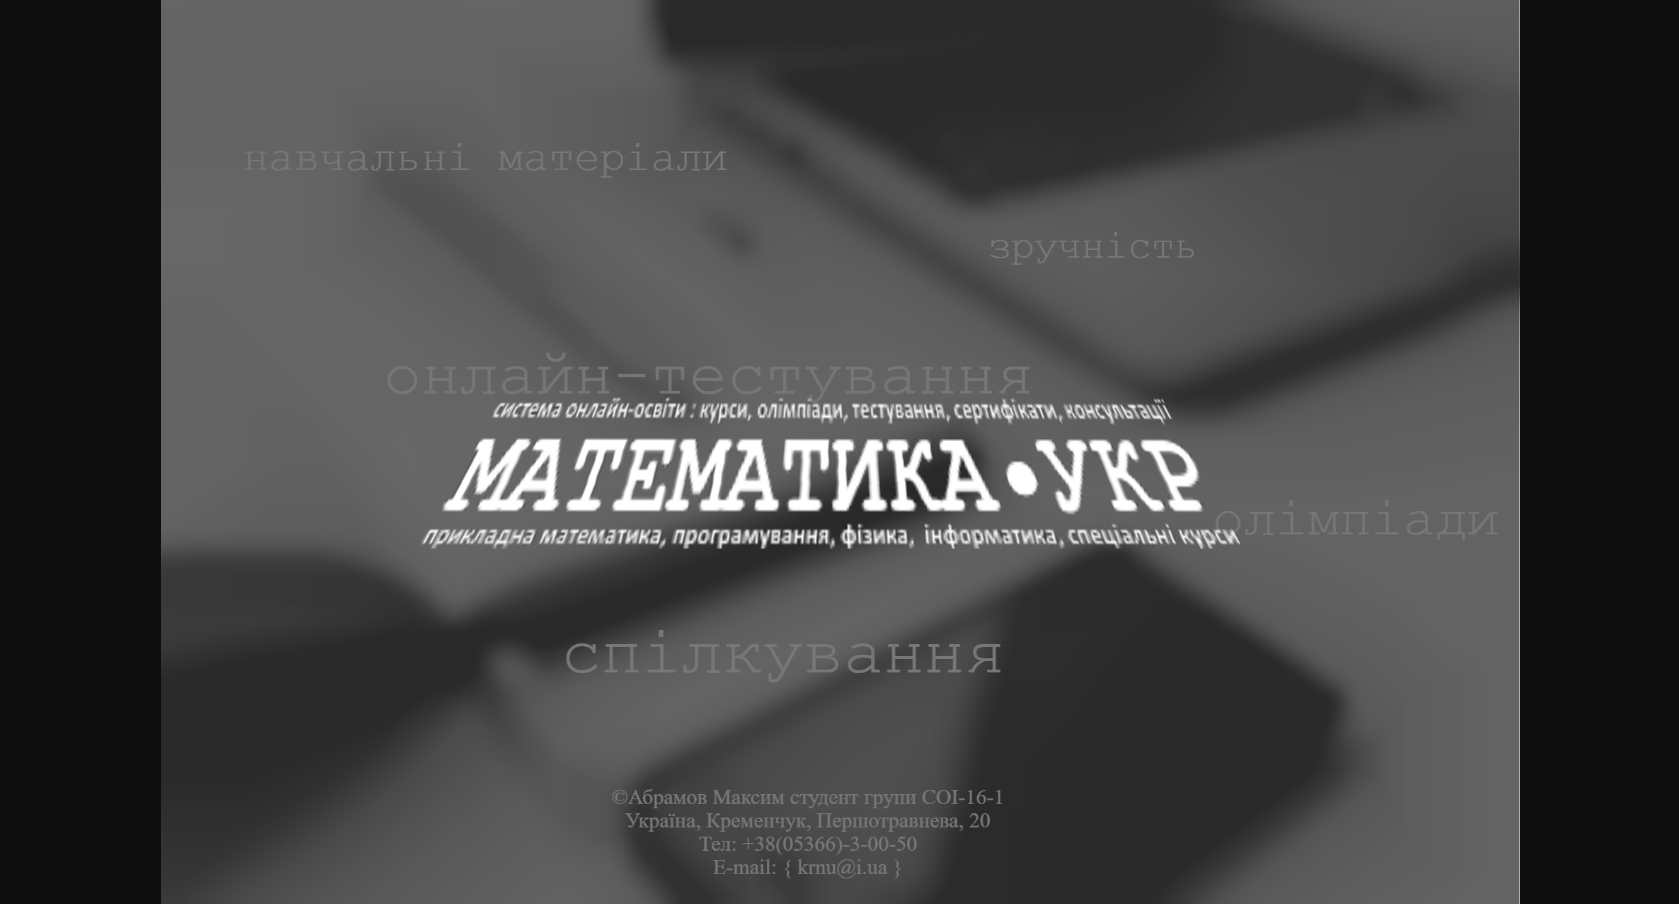 навчальні матеріали
зручність
онлайн-тестування
система онлайн-освіти : курси, олімпіади, тестування, сертифікати, консультації
МАТЕМАТИКА•УКР
олімпіади
прикладна математика, програмування, фізика, інформатика, спеціальні курси
спілкування
©Абрамов Максим студент групи СОІ-16-1
Україна, Кременчук, Першотравнева, 20
Тел: +38(05366)-3-00-50
E-mail: { krnu@i.ua }